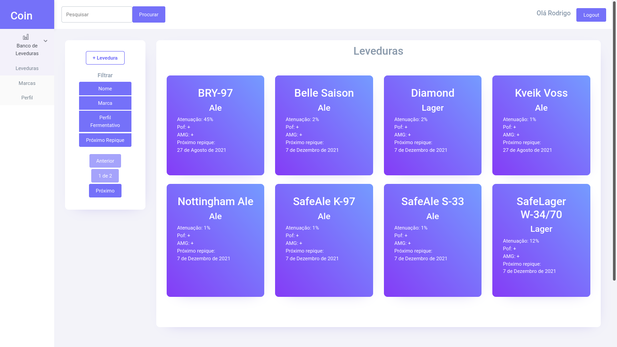 Coin
Pesquisar
Procurar
Olá Rodrigo
Logout
Banco de
Leveduras
Leveduras
Marcas
Perfil
+ Levedura
Filtrar
Nome
Marca
Perfil
Fermentativo
Próximo Repique
Anterior
1 de 2
Próximo
Leveduras
BRY-97
Ale
Atenuação: 45%
Pof: +
AMG: +
Próximo repique:
27 de Agosto de 2021
Belle Saison
Ale
Atenuação: 2%
Pof: +
AMG: +
Próximo repique:
7 de Dezembro de 2021
Diamond
Lager
Atenuação: 2%
Pof: +
AMG: +
Próximo repique:
7 de Dezembro de 2021
Kveik Voss
Ale
Atenuação: 1%
Pof: +
AMG: +
Próximo repique:
27 de Agosto de 2021
Nottingham Ale
Ale
Atenuação: 1%
Pof: +
AMG: +
Próximo repique:
7 de Dezembro de 2021
SafeAle K-97
Ale
Atenuação: 1%
Pof: +
AMG: +
Próximo repique:
7 de Dezembro de 2021
SafeAle S-33
Ale
Atenuação: 1%
Pof: +
AMG: +
Próximo repique:
7 de Dezembro de 2021
SafeLager
W-34/70
Lager
Atenuação: 12%
Pof: +
AMG: +
Próximo repique:
7 de Dezembro de 2021